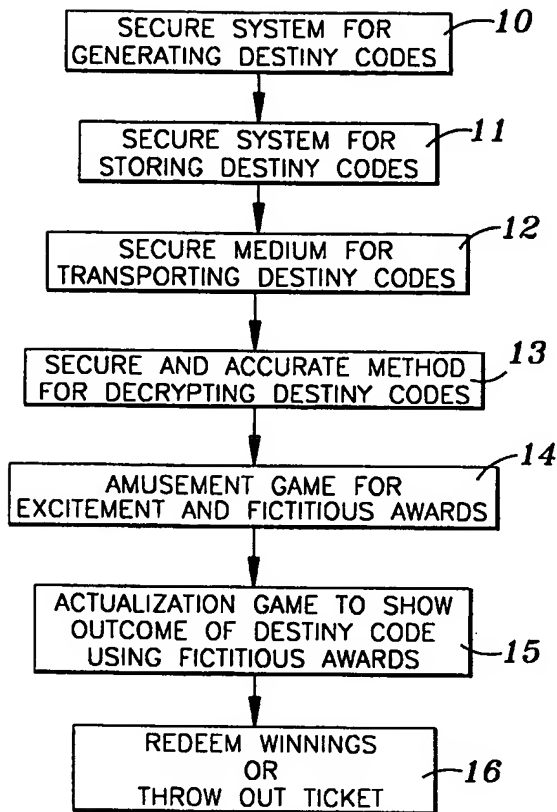 SECURE SYSTEM FOR
GENERATING DESTINY CODES
10
SECURE SYSTEM FOR
STORING DESTINY CODES
11
SECURE MEDIUM FOR
TRANSPORTING DESTINY CODES
12
SECURE AND ACCURATE METHOD
FOR DECRYPTING DESTINY CODES
13
AMUSEMENT GAME FOR
EXCITEMENT AND FICTITIOUS AWARDS
14
ACTUALIZATION GAME TO SHOW
OUTCOME OF DESTINY CODE
USING FICTITIOUS AWARDS
15
REDEEM WINNINGS
OR
THROW OUT TICKET
16